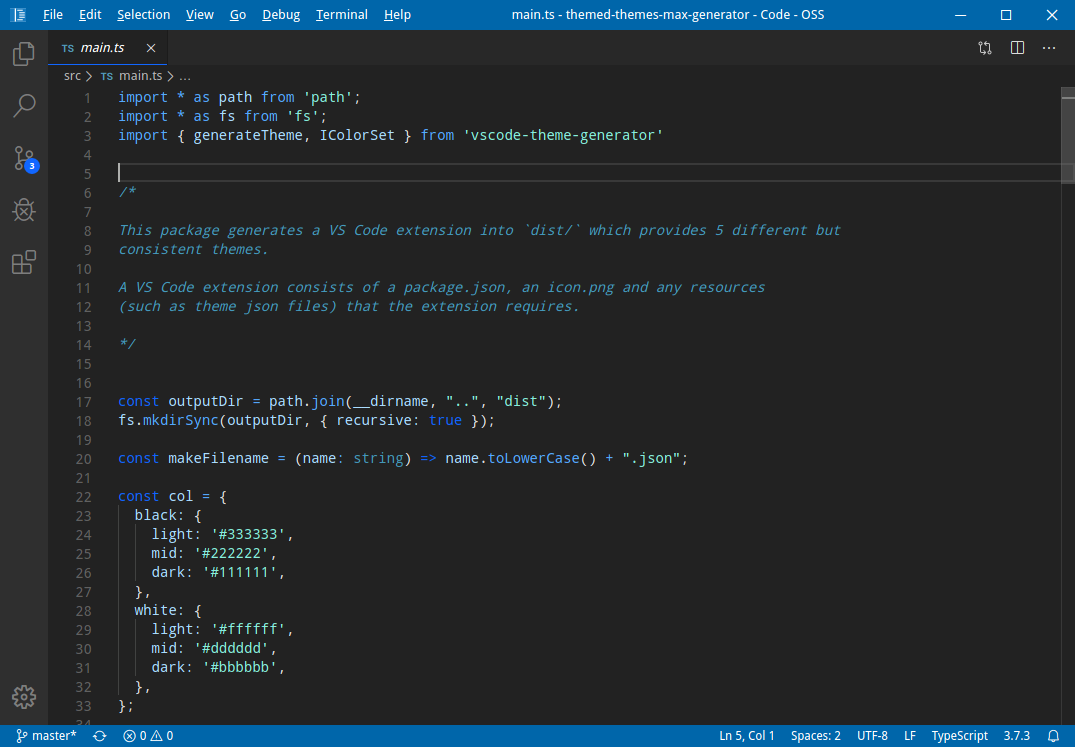 File Edit Selection View Go Debug Terminal Help main.ts - themed-themes-max-generator - Code - OSS
TS main.ts
src > TS main.ts > ...
1 import * as path from 'path';
2 import * as fs from 'fs';
3 import { generateTheme, IColorSet } from 'vscode-theme-generator'
4
5
6 /*
7
8 This package generates a VS Code extension into `dist/` which provides 5 different but
9 consistent themes.
10
11 A VS Code extension consists of a package.json, an icon.png and any resources
12 (such as theme json files) that the extension requires.
13
14 */
15
16
17 const outputDir = path.join(__dirname, "..", "dist");
18 fs.mkdirSync(outputDir, { recursive: true });
19
20 const makeFilename = (name: string) => name.toLowerCase() + ".json";
21
22 const col = {
23   black: {
24     light: '#333333',
25     mid: '#222222',
26     dark: '#111111',
27   },
28   white: {
29     light: '#ffffff',
30     mid: '#dddddd',
31     dark: '#bbbbbb',
32   },
33 };
34
3
master* 0 0 Ln 5, Col 1 Spaces: 2 UTF-8 LF TypeScript 3.7.3